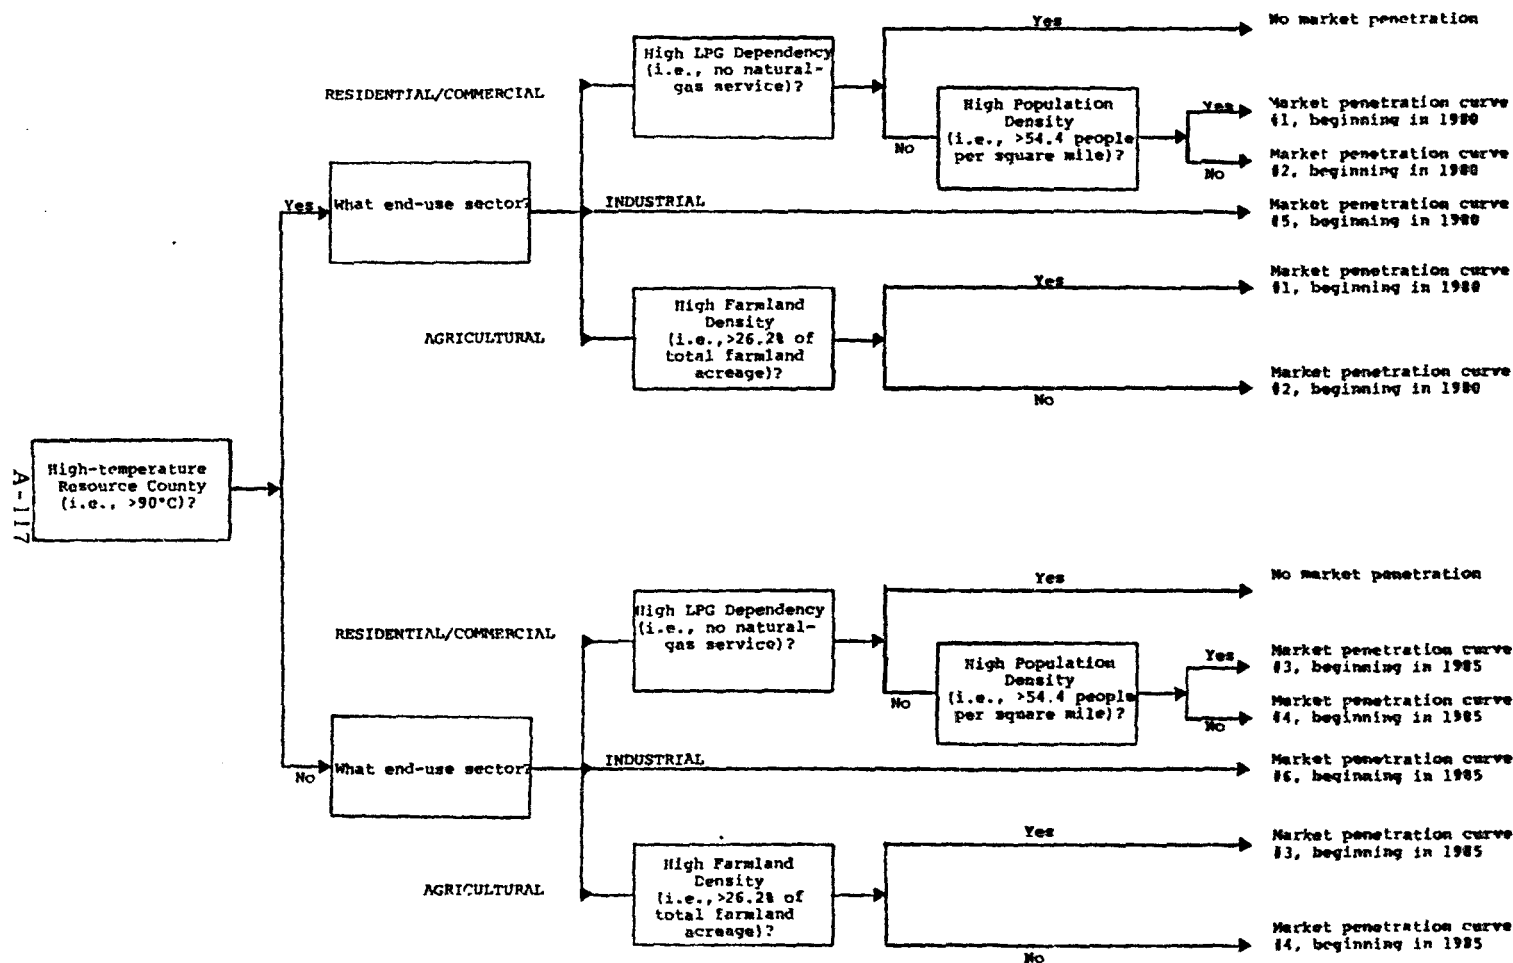 Yes
No market penetration
High LPG Dependency
(i.e., no natural-
gas service)?
RESIDENTIAL/COMMERCIAL
High Population
Density
(i.e., >54.4 people
per square mile)?
No
Yes
Market penetration curve
#1, beginning in 1980
No
Market penetration curve
#2, beginning in 1980
Yes
What end-use sector?
INDUSTRIAL
Market penetration curve
#5, beginning in 1980
AGRICULTURAL
High Farmland
Density
(i.e.,>26.2% of
total farmland
acreage)?
Yes
Market penetration curve
#1, beginning in 1980
No
Market penetration curve
#2, beginning in 1980
A-117
High-temperature
Resource County
(i.e., >90°C)?
Yes
No market penetration
High LPG Dependency
(i.e., no natural-
gas service)?
RESIDENTIAL/COMMERCIAL
High Population
Density
(i.e., >54.4 people
per square mile)?
No
Yes
Market penetration curve
#3, beginning in 1985
No
Market penetration curve
#4, beginning in 1985
No
What end-use sector?
INDUSTRIAL
Market penetration curve
#6, beginning in 1985
AGRICULTURAL
High Farmland
Density
(i.e.,>26.2% of
total farmland
acreage)?
Yes
Market penetration curve
#3, beginning in 1985
No
Market penetration curve
#4, beginning in 1985